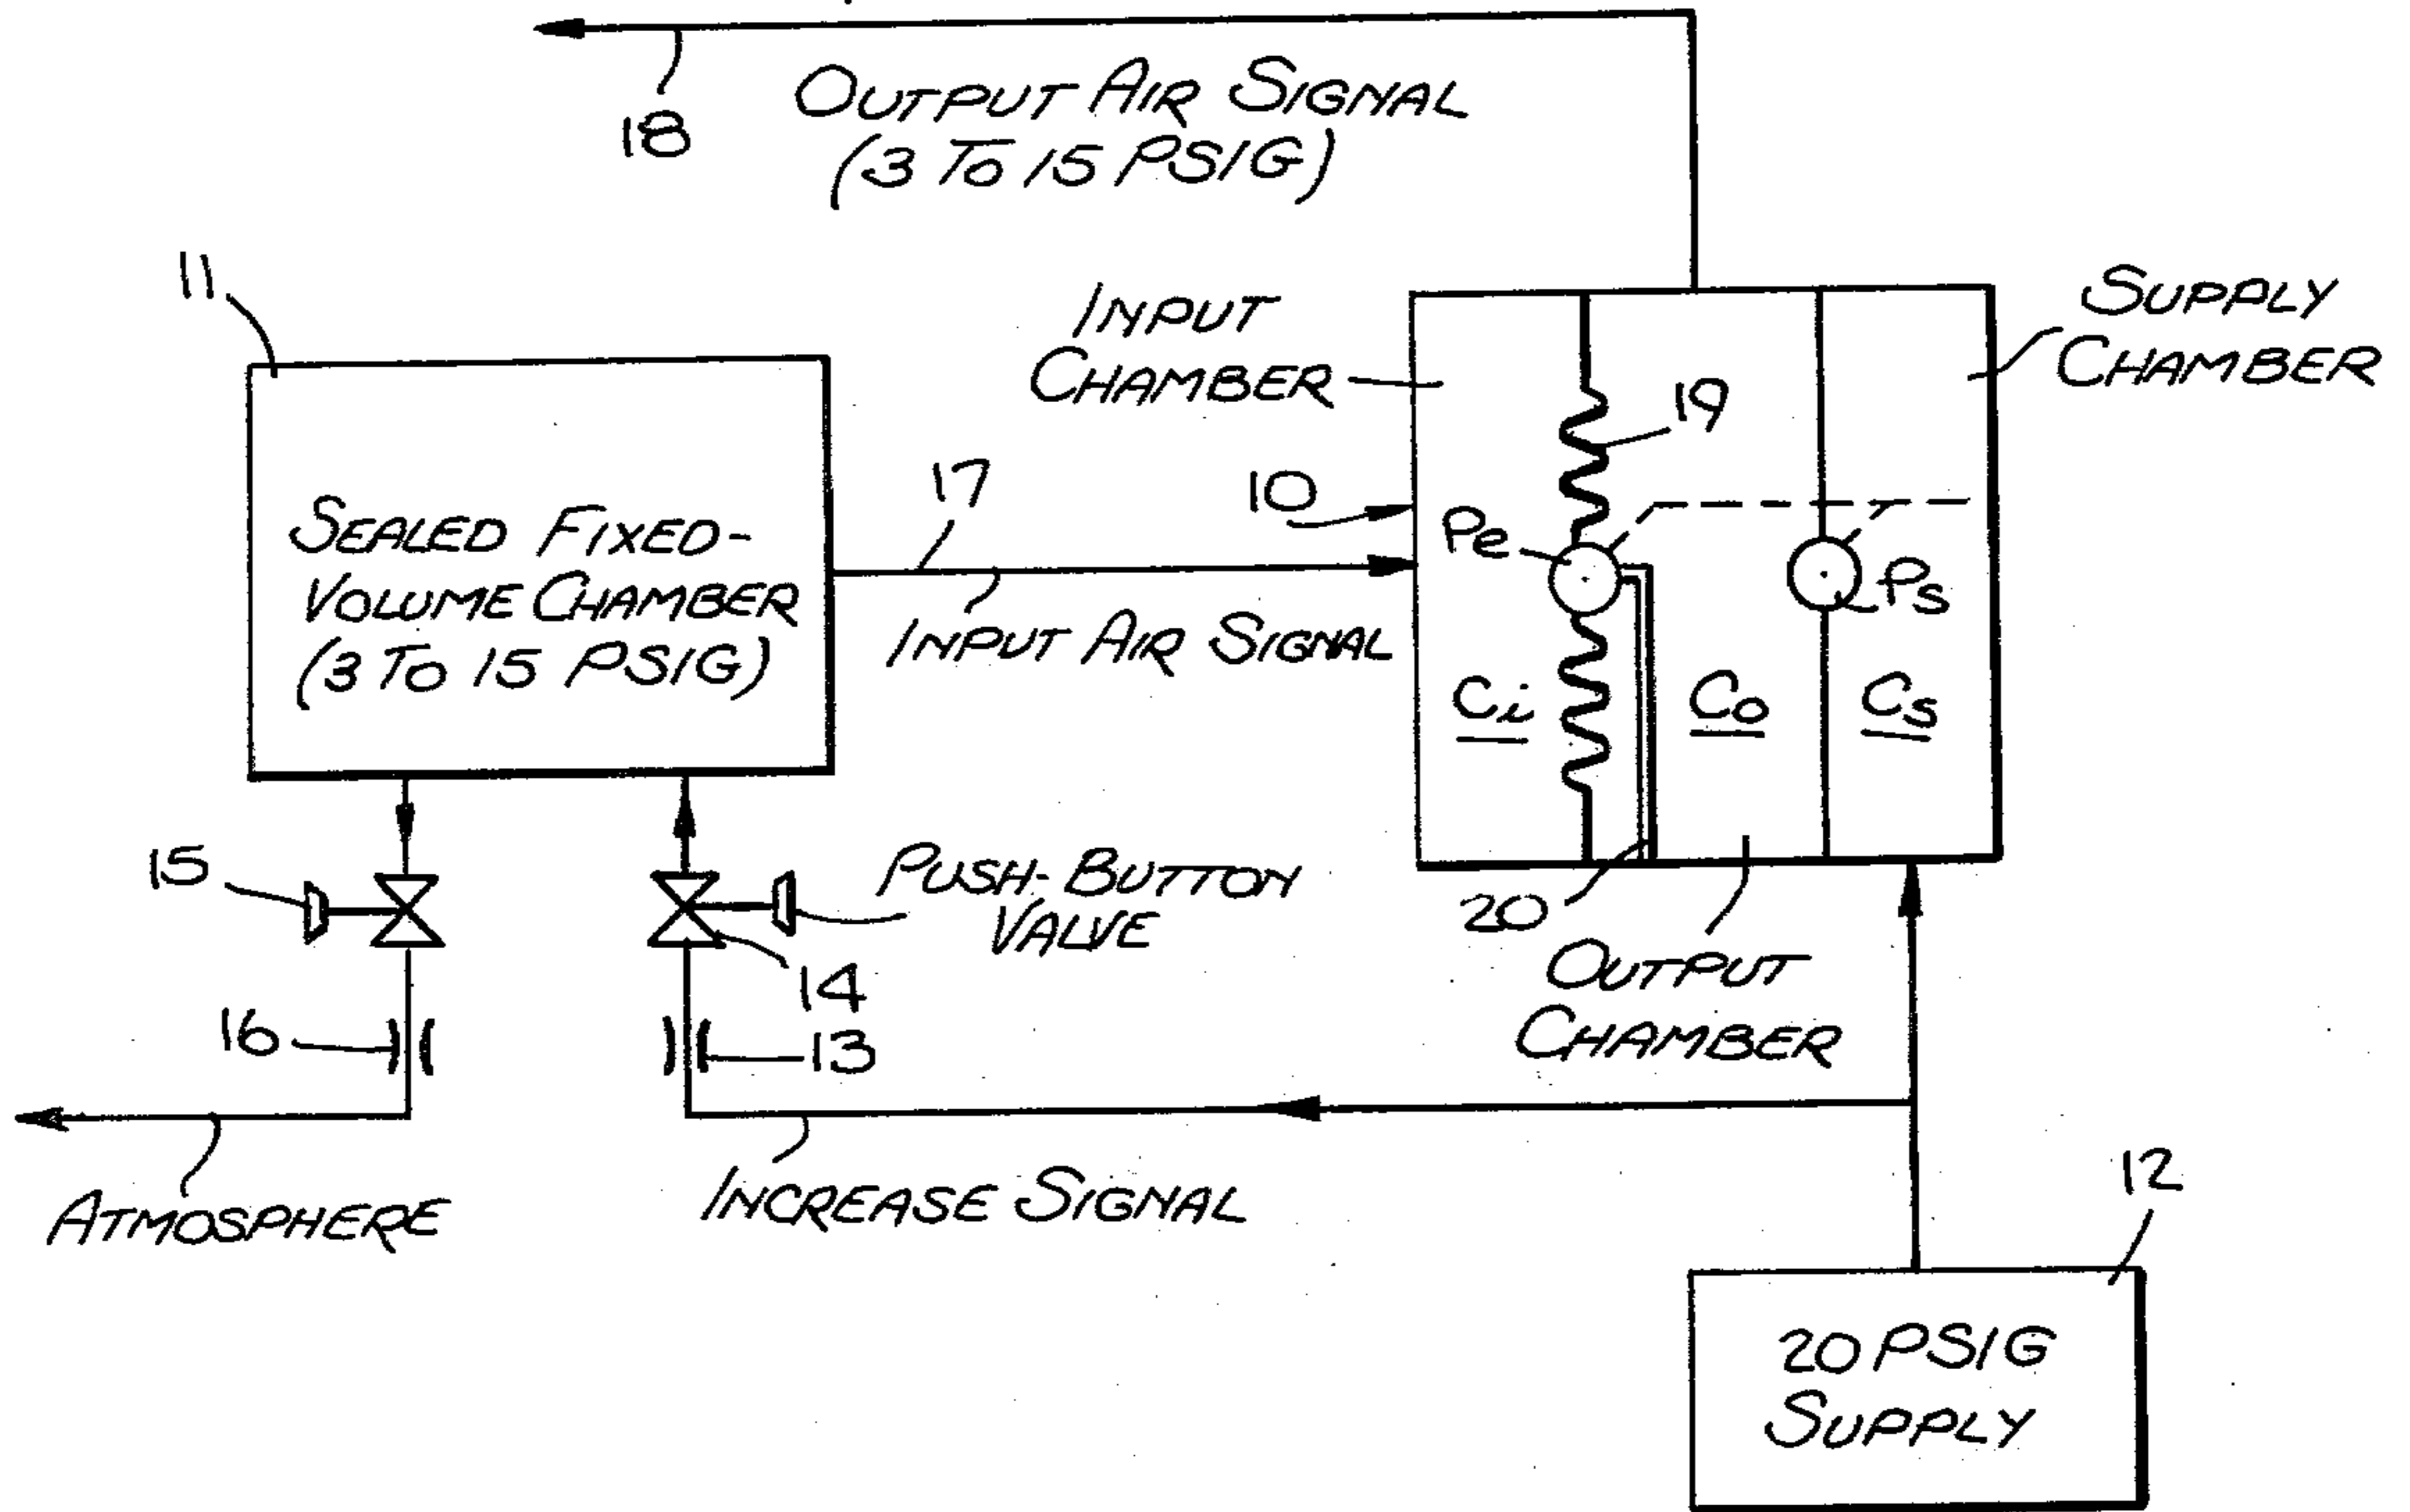 OUTPUT AIR SIGNAL
(3 TO 15 PSIG)
18
11
INPUT
CHAMBER
SUPPLY
CHAMBER
19
17
10
Pe
Ps
SEALED FIXED-
VOLUME CHAMBER
(3 TO 15 PSIG)
INPUT AIR SIGNAL
Ci
Co
Cs
15
PUSH-BUTTON
VALVE
14
20
OUTPUT
CHAMBER
16
13
ATMOSPHERE
INCREASE SIGNAL
12
20 PSIG
SUPPLY